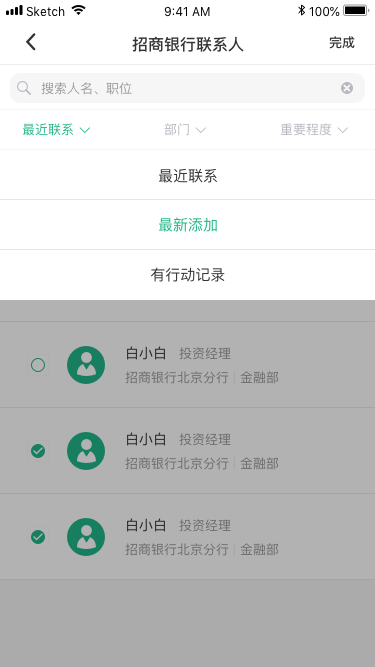 Sketch 9:41 AM 100%
招商银行联系人 完成
搜索人名、职位
最近联系 部门 重要程度
最近联系
最新添加
有行动记录
白小白 投资经理
招商银行北京分行 | 金融部
白小白 投资经理
招商银行北京分行 | 金融部
白小白 投资经理
招商银行北京分行 | 金融部